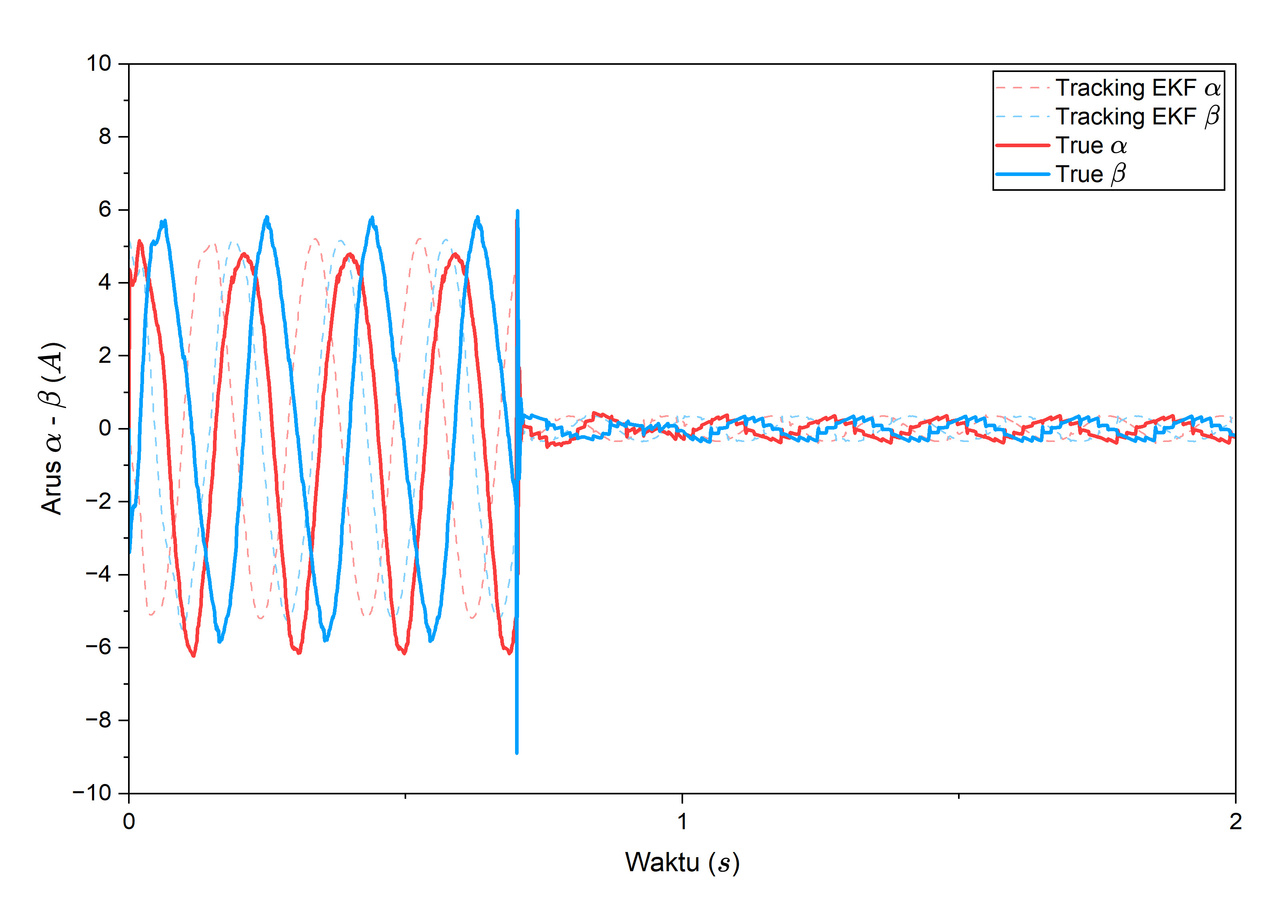 10
8
6
4
2
0
−2
−4
−6
−8
−10
Arus α - β (A)
0
1
2
Waktu (s)
Tracking EKF α
Tracking EKF β
True α
True β